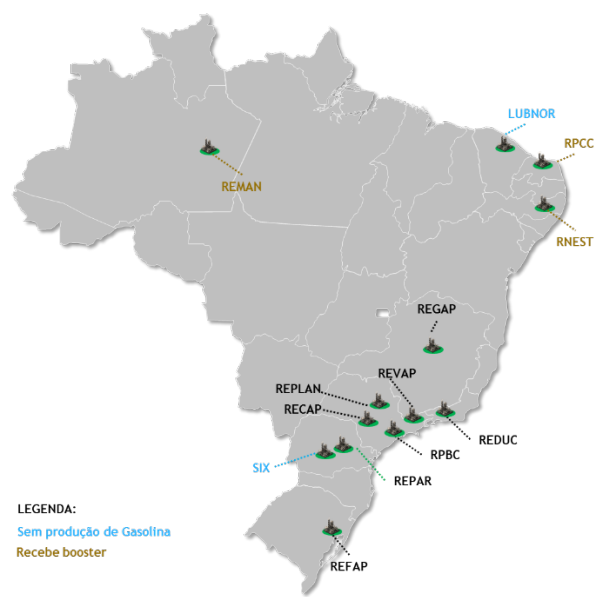 LUBNOR
RPCC
REMAN
RNEST
REGAP
REVAP
REPLAN
RECAP
REDUC
RPBC
SIX
REPAR
LEGENDA:
Sem produção de Gasolina
Recebe booster
REFAP